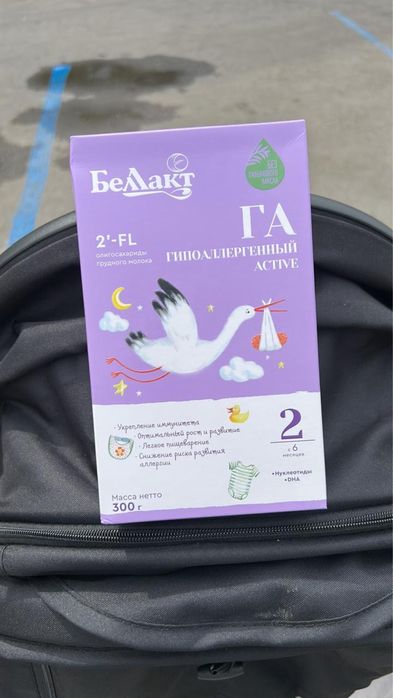 Беллакт
БЕЗ
ПАЛЬМОВОГО
МАСЛА
2'-FL
олигосахариды
грудного молока
ГА
ГИПОАЛЛЕРГЕННЫЙ
ACTIVE
- Укрепление иммунитета
- Оптимальный рост и развитие
- Легкое пищеварение
- Снижение риска развития
аллергии
2
с 6
месяцев
•Нуклеотиды
•DHA
Масса нетто
300 г